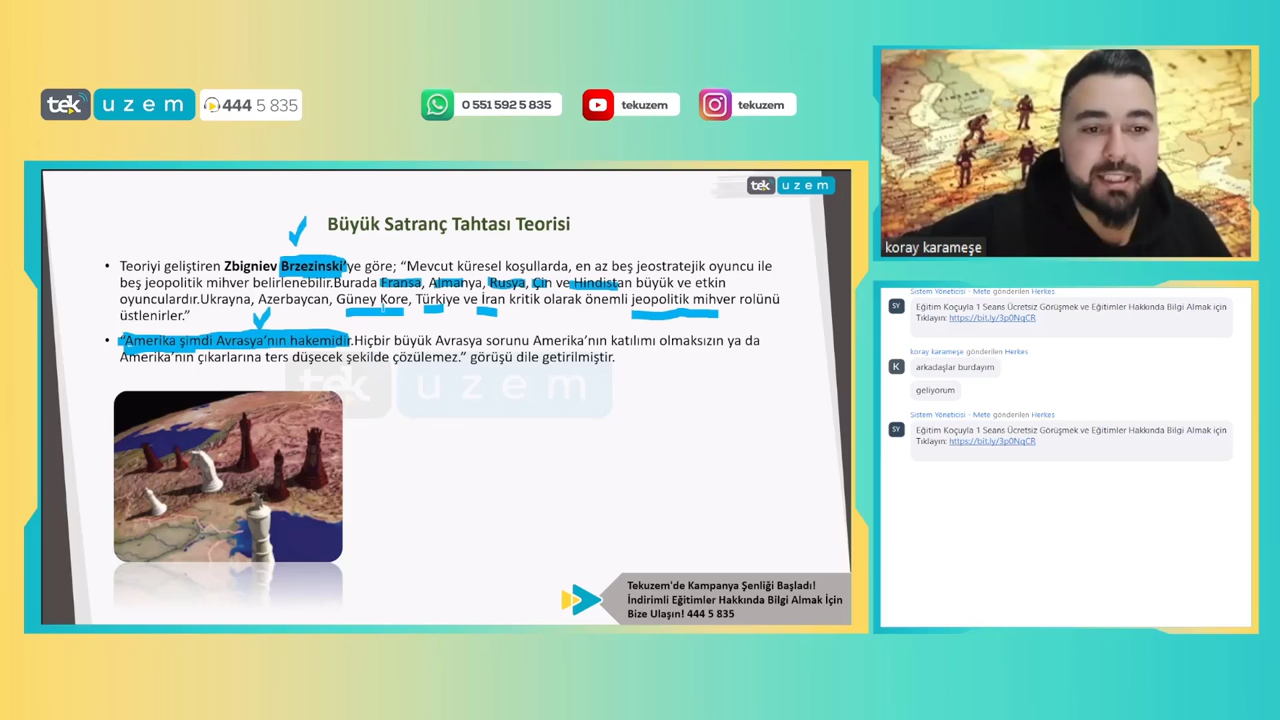 tek uzem 444 5 835
0 551 592 5 835
tekuzem
tekuzem
tek uzem
Büyük Satranç Tahtası Teorisi
• Teoriyi geliştiren Zbigniev Brzezinski'ye göre; “Mevcut küresel koşullarda, en az beş jeostratejik oyuncu ile
beş jeopolitik mihver belirlenebilir.Burada Fransa, Almanya, Rusya, Çin ve Hindistan büyük ve etkin
oyunculardır.Ukrayna, Azerbaycan, Güney Kore, Türkiye ve İran kritik olarak önemli jeopolitik mihver rolünü
üstlenirler.”
• “Amerika şimdi Avrasya’nın hakemidir.Hiçbir büyük Avrasya sorunu Amerika’nın katılımı olmaksızın ya da
Amerika’nın çıkarlarına ters düşecek şekilde çözülemez.” görüşü dile getirilmiştir.
tek uzem
Tekuzem'de Kampanya Şenliği Başladı!
İndirimli Eğitimler Hakkında Bilgi Almak İçin
Bize Ulaşın! 444 5 835
koray karameşe
Sistem Yöneticisi - Mete gönderilen Herkes
SY
Eğitim Koçuyla 1 Seans Ücretsiz Görüşmek ve Eğitimler Hakkında Bilgi Almak için
Tıklayın: https://bit.ly/3p0NqCR
koray karameşe gönderilen Herkes
K
arkadaşlar burdayım
geliyorum
Sistem Yöneticisi - Mete gönderilen Herkes
SY
Eğitim Koçuyla 1 Seans Ücretsiz Görüşmek ve Eğitimler Hakkında Bilgi Almak için
Tıklayın: https://bit.ly/3p0NqCR